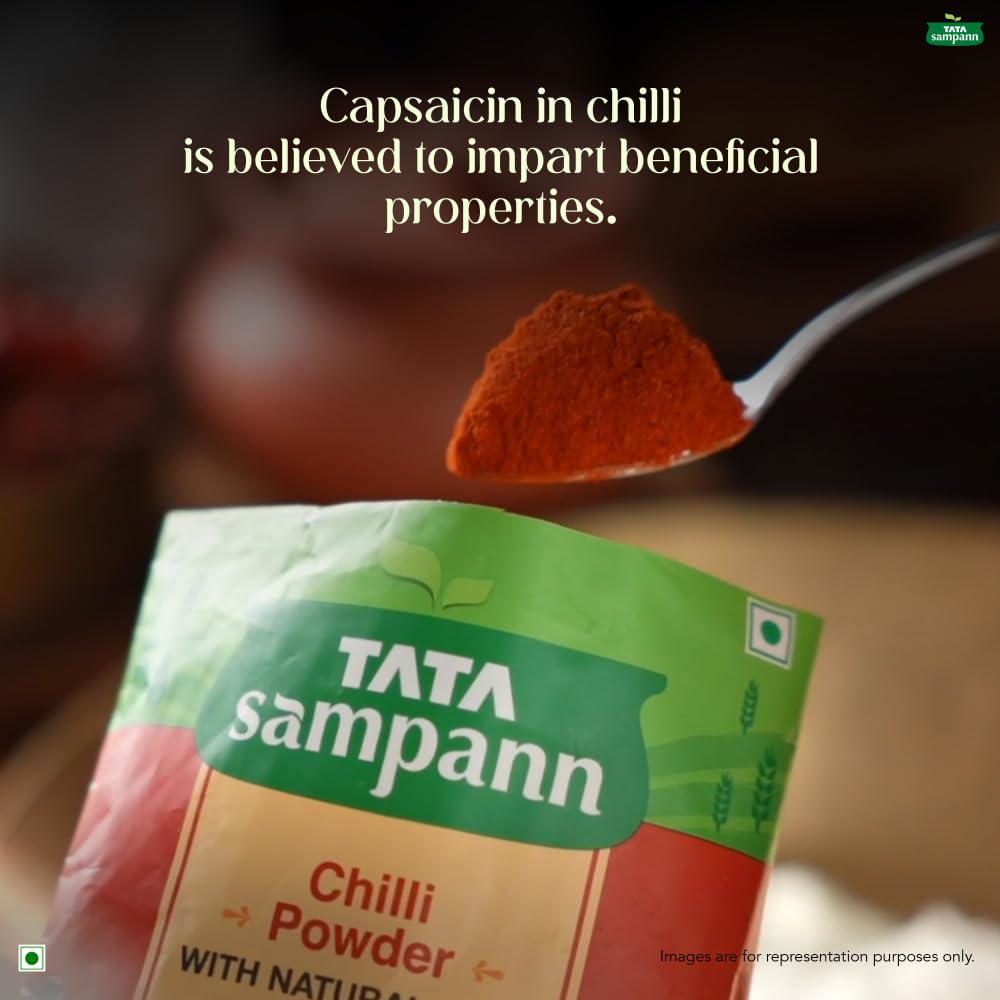 TATA
sampann
Capsaicin in chilli
is believed to impart beneficial
properties.
TATA
sampann
Chilli
Powder
WITH NATURAL
Images are for representation purposes only.